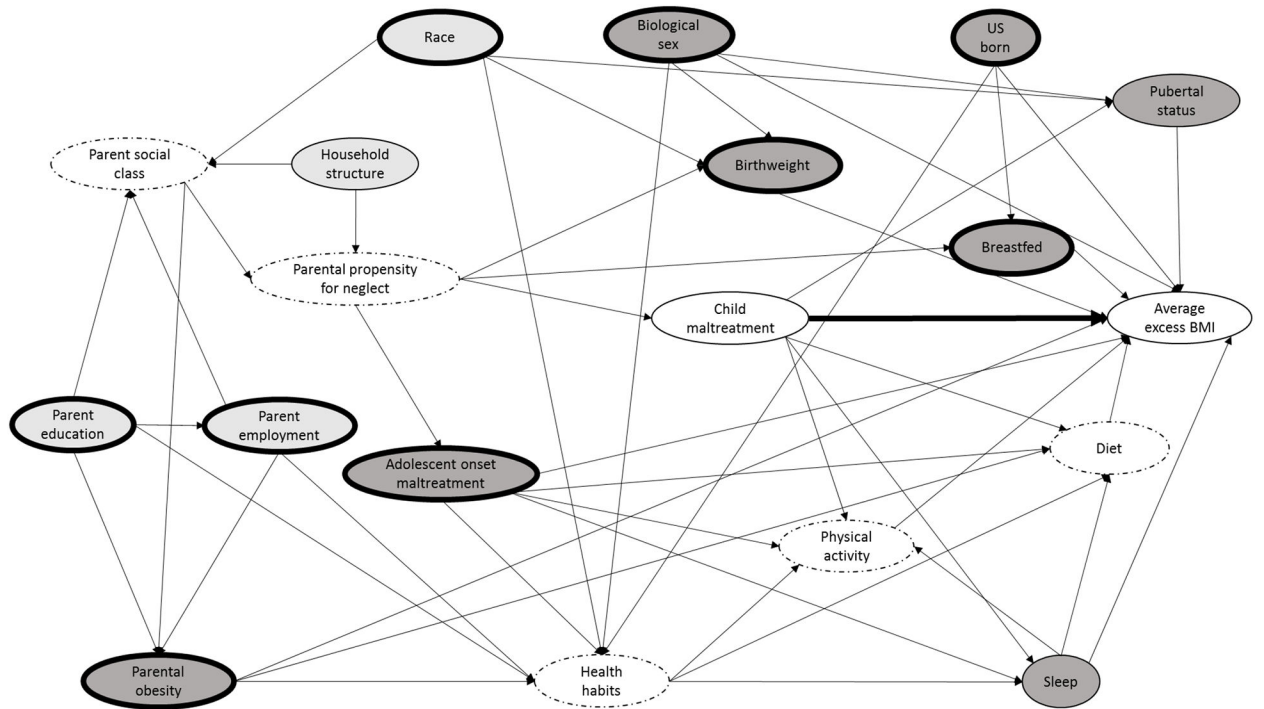 Race
Biological
sex
US
born
Pubertal
status
Parent social
class
Household
structure
Birthweight
Breastfed
Parental propensity
for neglect
Child
maltreatment
Average
excess BMI
Parent
education
Parent
employment
Adolescent onset
maltreatment
Diet
Physical
activity
Parental
obesity
Health
habits
Sleep